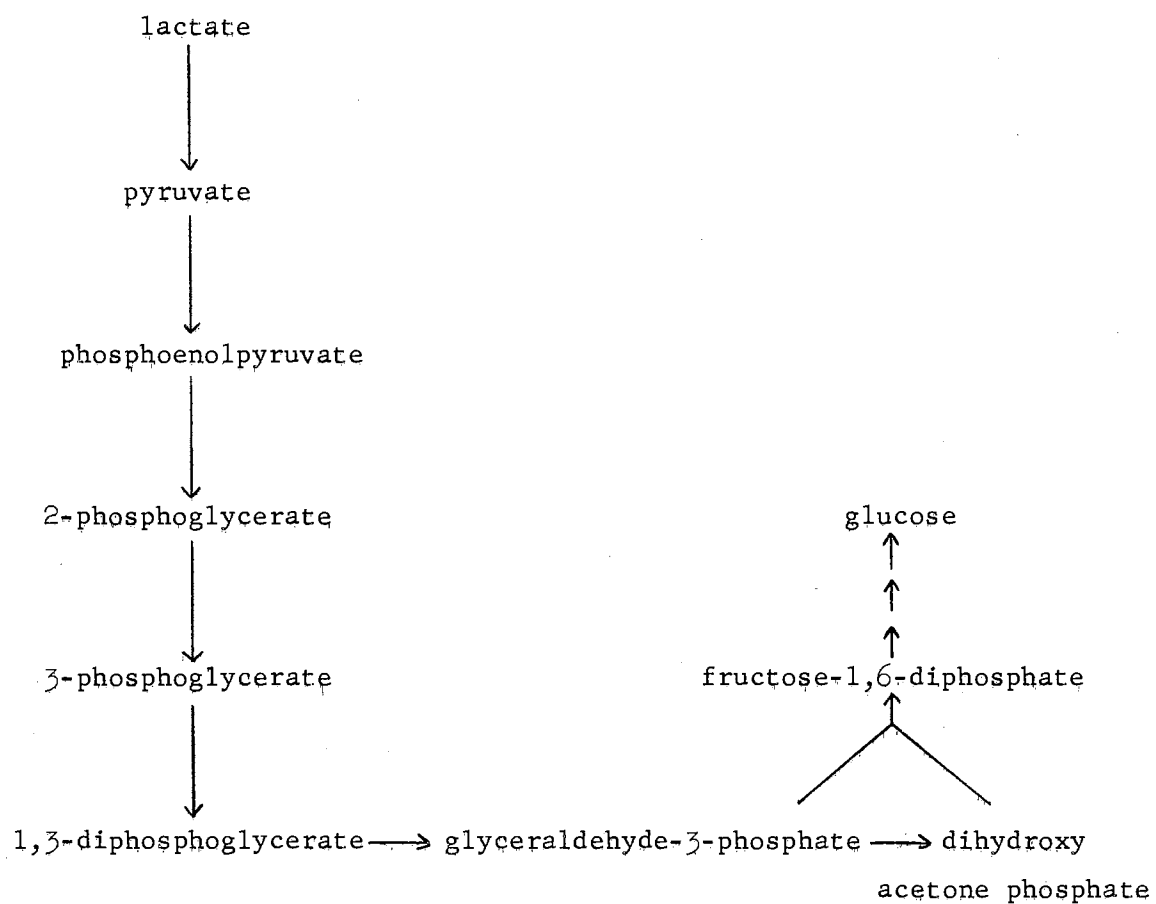 lactate
pyruvate
phosphoenolpyruvate
2-phosphoglycerate
glucose
3-phosphoglycerate
fructose-1,6-diphosphate
1,3-diphosphoglycerate glyceraldehyde-3-phosphate dihydroxy
acetone phosphate